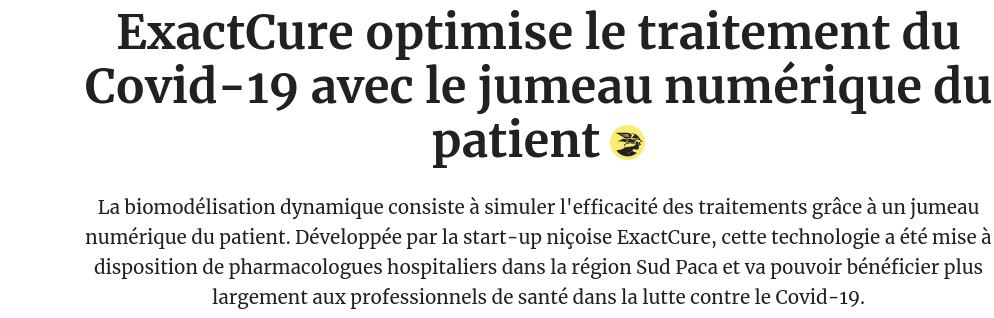 ExactCure optimise le traitement du
Covid-19 avec le jumeau numérique du
patient
La biomodélisation dynamique consiste à simuler l'efficacité des traitements grâce à un jumeau
numérique du patient. Développée par la start-up niçoise ExactCure, cette technologie a été mise à
disposition de pharmacologues hospitaliers dans la région Sud Paca et va pouvoir bénéficier plus
largement aux professionnels de santé dans la lutte contre le Covid-19.